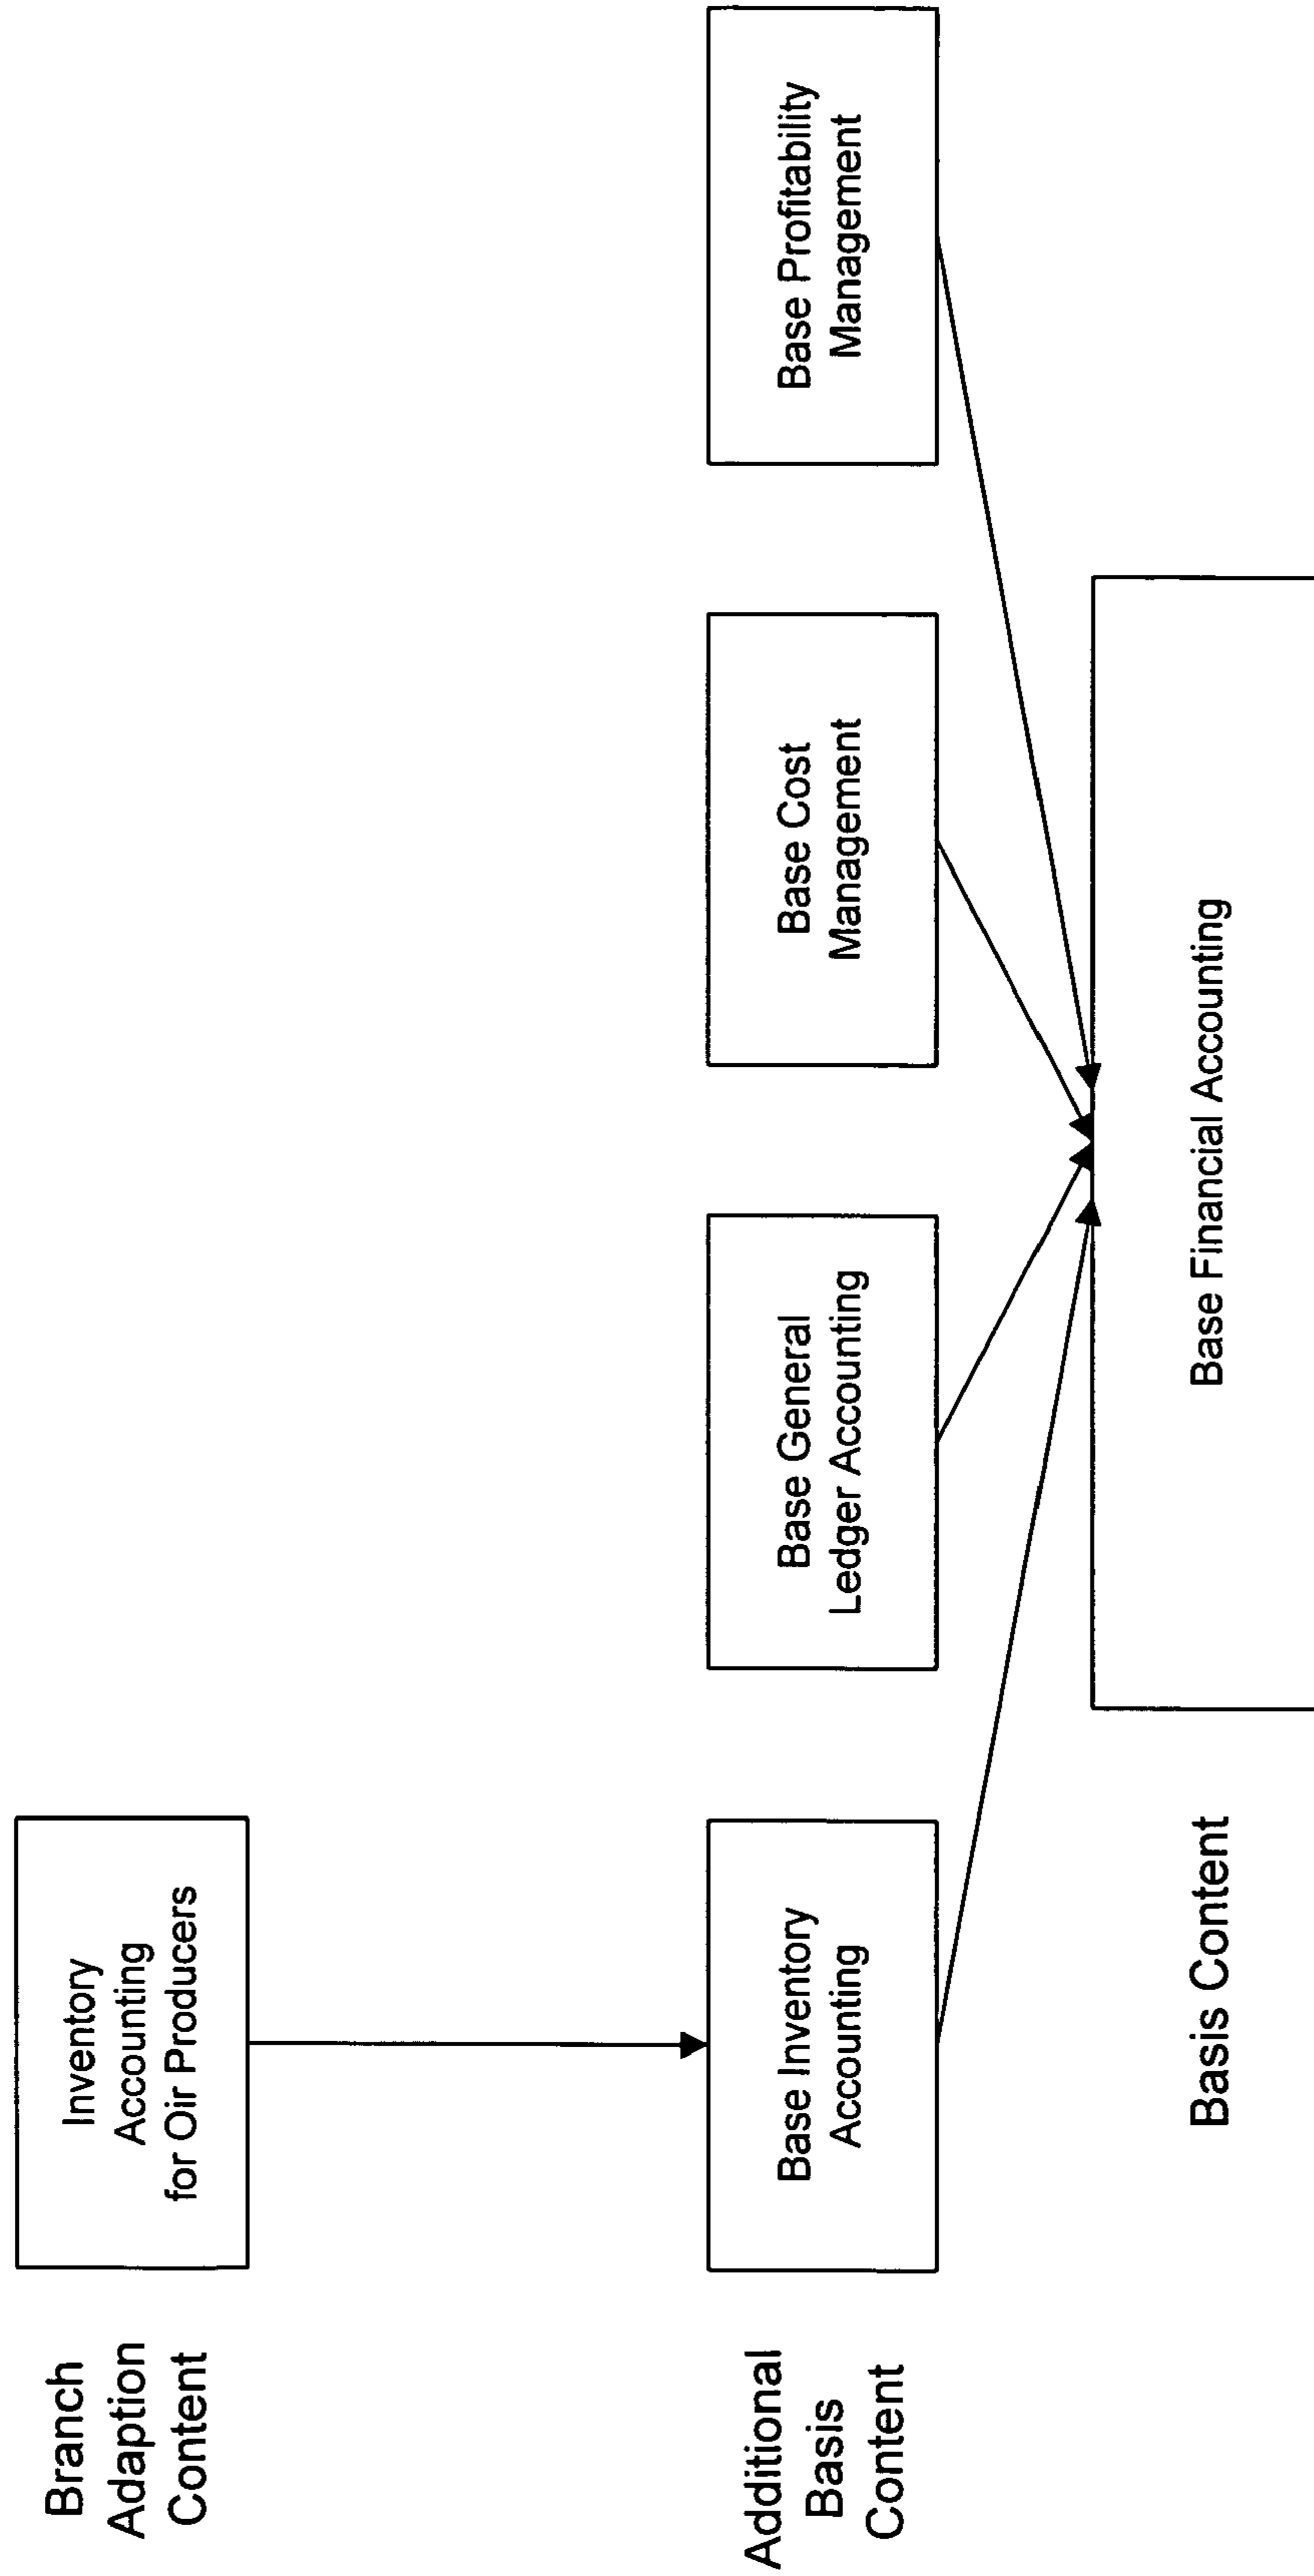 Branch
Adaption
Content
Inventory
Accounting
for Oir Producers
Additional
Basis
Content
Base Inventory
Accounting
Base General
Ledger Accounting
Base Cost
Management
Base Profitability
Management
Basis Content
Base Financial Accounting